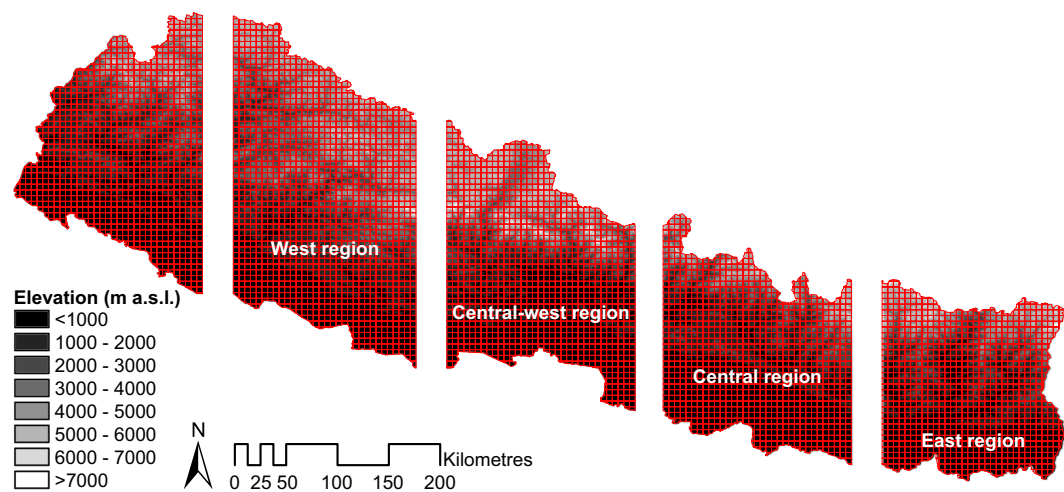 West region
Central-west region
Central region
East region
Elevation (m a.s.l.)
<1000
1000 - 2000
2000 - 3000
3000 - 4000
4000 - 5000
5000 - 6000
6000 - 7000
>7000
N
Kilometres
0 25 50 100 150 200